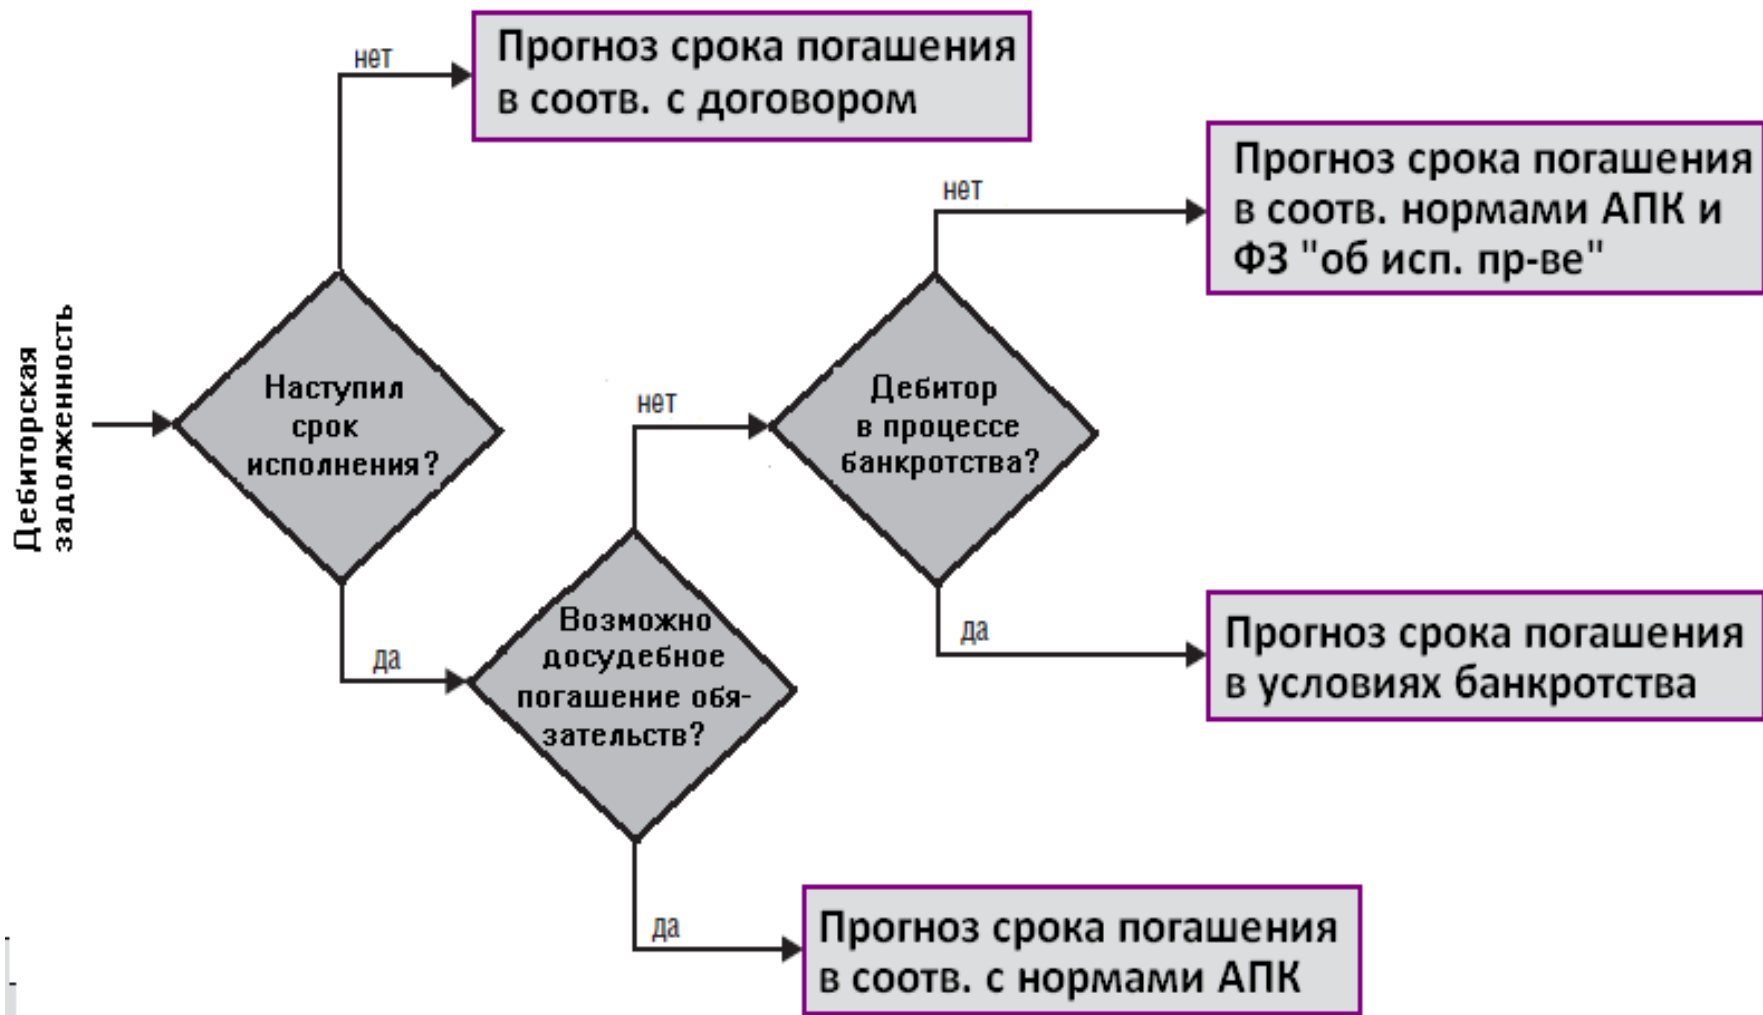 Дебиторская
задолженность
Наступил
срок
исполнения?
нет
Прогноз срока погашения
в соотв. с договором
да
Возможно
досудебное
погашение обя-
зательств?
нет
Дебитор
в процессе
банкротства?
нет
Прогноз срока погашения
в соотв. нормами АПК и
ФЗ "об исп. пр-ве"
да
Прогноз срока погашения
в условиях банкротства
да
Прогноз срока погашения
в соотв. с нормами АПК